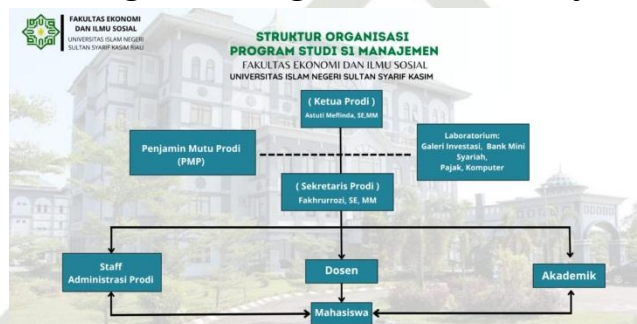 FAKULTAS EKONOMI
DAN ILMU SOSIAL
UNIVERSITAS ISLAM NEGERI
SULTAN SYARIF KASIM RIAU
STRUKTUR ORGANISASI
PROGRAM STUDI S1 MANAJEMEN
FAKULTAS EKONOMI DAN ILMU SOSIAL
UNIVERSITAS ISLAM NEGERI SULTAN SYARIF KASIM
( Ketua Prodi )
Astuti Meflinda, SE,MM
Penjamin Mutu Prodi
(PMP)
Laboratorium:
Galeri Investasi, Bank Mini
Syariah,
Pajak, Komputer
( Sekretaris Prodi )
Fakhrurrozi, SE, MM
Staff
Administrasi Prodi
Dosen
Akademik
Mahasiswa